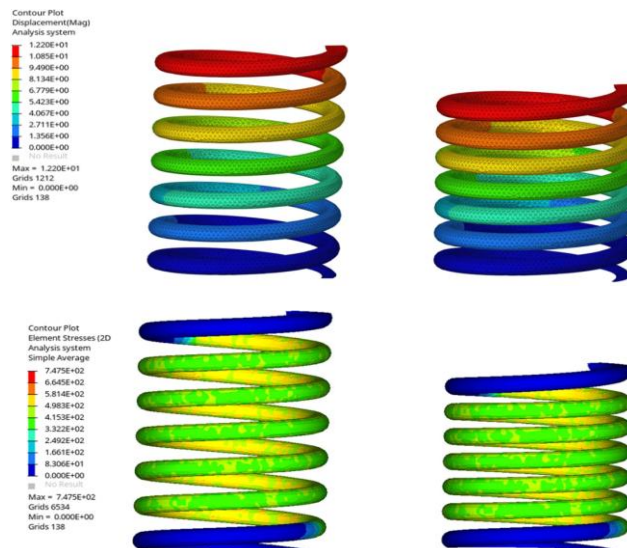 Contour Plot
Displacement(Mag)
Analysis system
1.220E+01
1.085E+01
9.490E+00
8.134E+00
6.779E+00
5.423E+00
4.067E+00
2.711E+00
1.356E+00
0.000E+00
No Result
Max = 1.220E+01
Grids 1212
Min = 0.000E+00
Grids 138
Contour Plot
Element Stresses (2D
Analysis system
Simple Average
7.475E+02
6.645E+02
5.814E+02
4.983E+02
4.153E+02
3.322E+02
2.492E+02
1.661E+02
8.306E+01
0.000E+00
No Result
Max = 7.475E+02
Grids 6534
Min = 0.000E+00
Grids 138